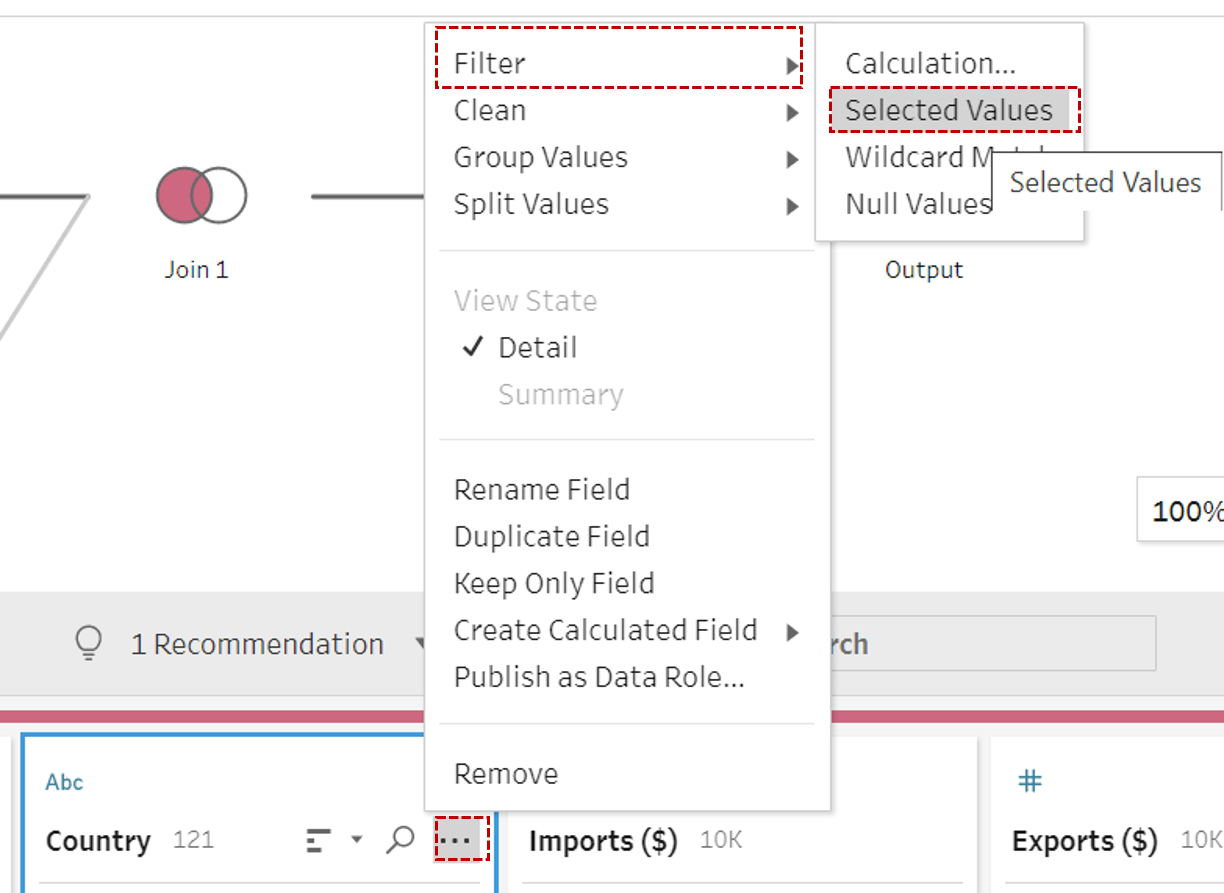 Filter
Clean
Group Values
Split Values
Calculation...
Selected Values
Wildcard
Null Values
Selected Values
Join 1
Output
View State
Detail
Summary
Rename Field
Duplicate Field
Keep Only Field
Create Calculated Field
Publish as Data Role...
Remove
100%
1 Recommendation
rch
Abc
Country 121
Imports ($) 10K
#
Exports ($) 10K